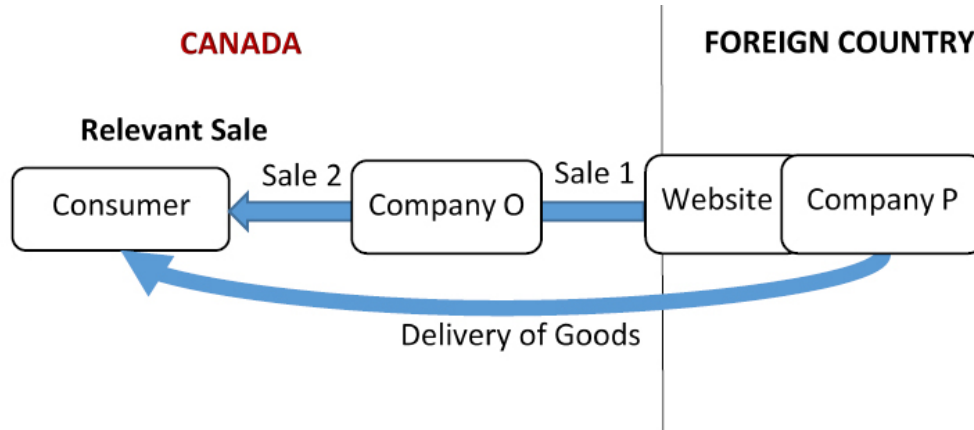 CANADA
FOREIGN COUNTRY
Relevant Sale
Consumer
Sale 2
Company O
Sale 1
Website
Company P
Delivery of Goods